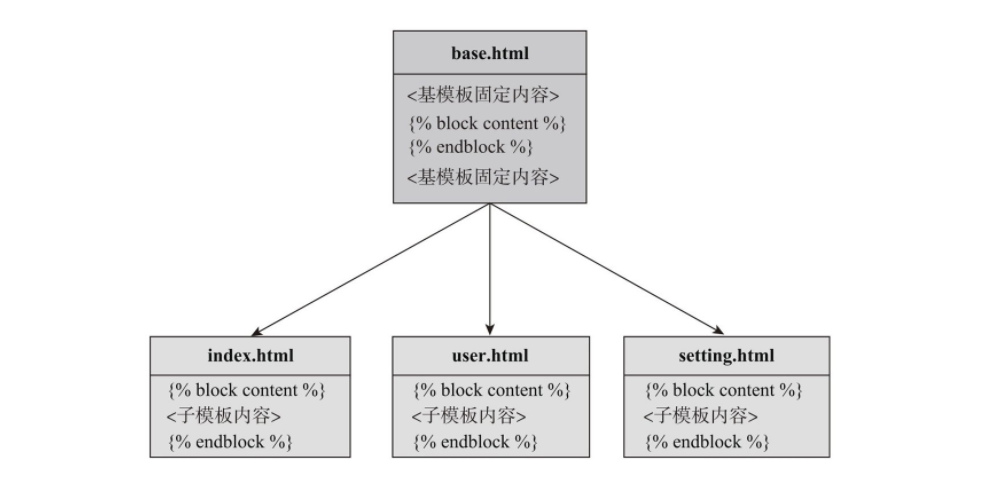 base.html
<基模板固定内容>
{% block content %}
{% endblock %}
<基模板固定内容>
index.html
{% block content %}
<子模板内容>
{% endblock %}
user.html
{% block content %}
<子模板内容>
{% endblock %}
setting.html
{% block content %}
<子模板内容>
{% endblock %}